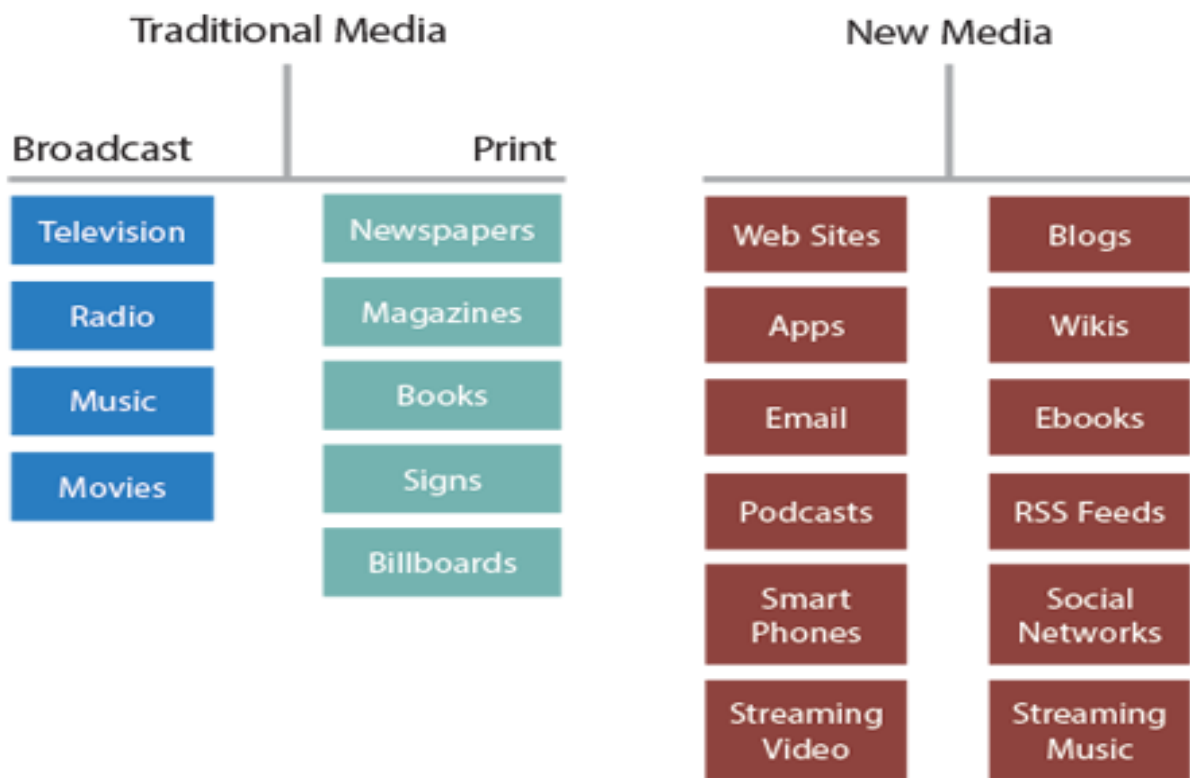 Traditional Media
Broadcast
Print
Television
Radio
Music
Movies
Newspapers
Magazines
Books
Signs
Billboards
New Media
Web Sites
Apps
Email
Podcasts
Smart
Phones
Streaming
Video
Blogs
Wikis
Ebooks
RSS Feeds
Social
Networks
Streaming
Music